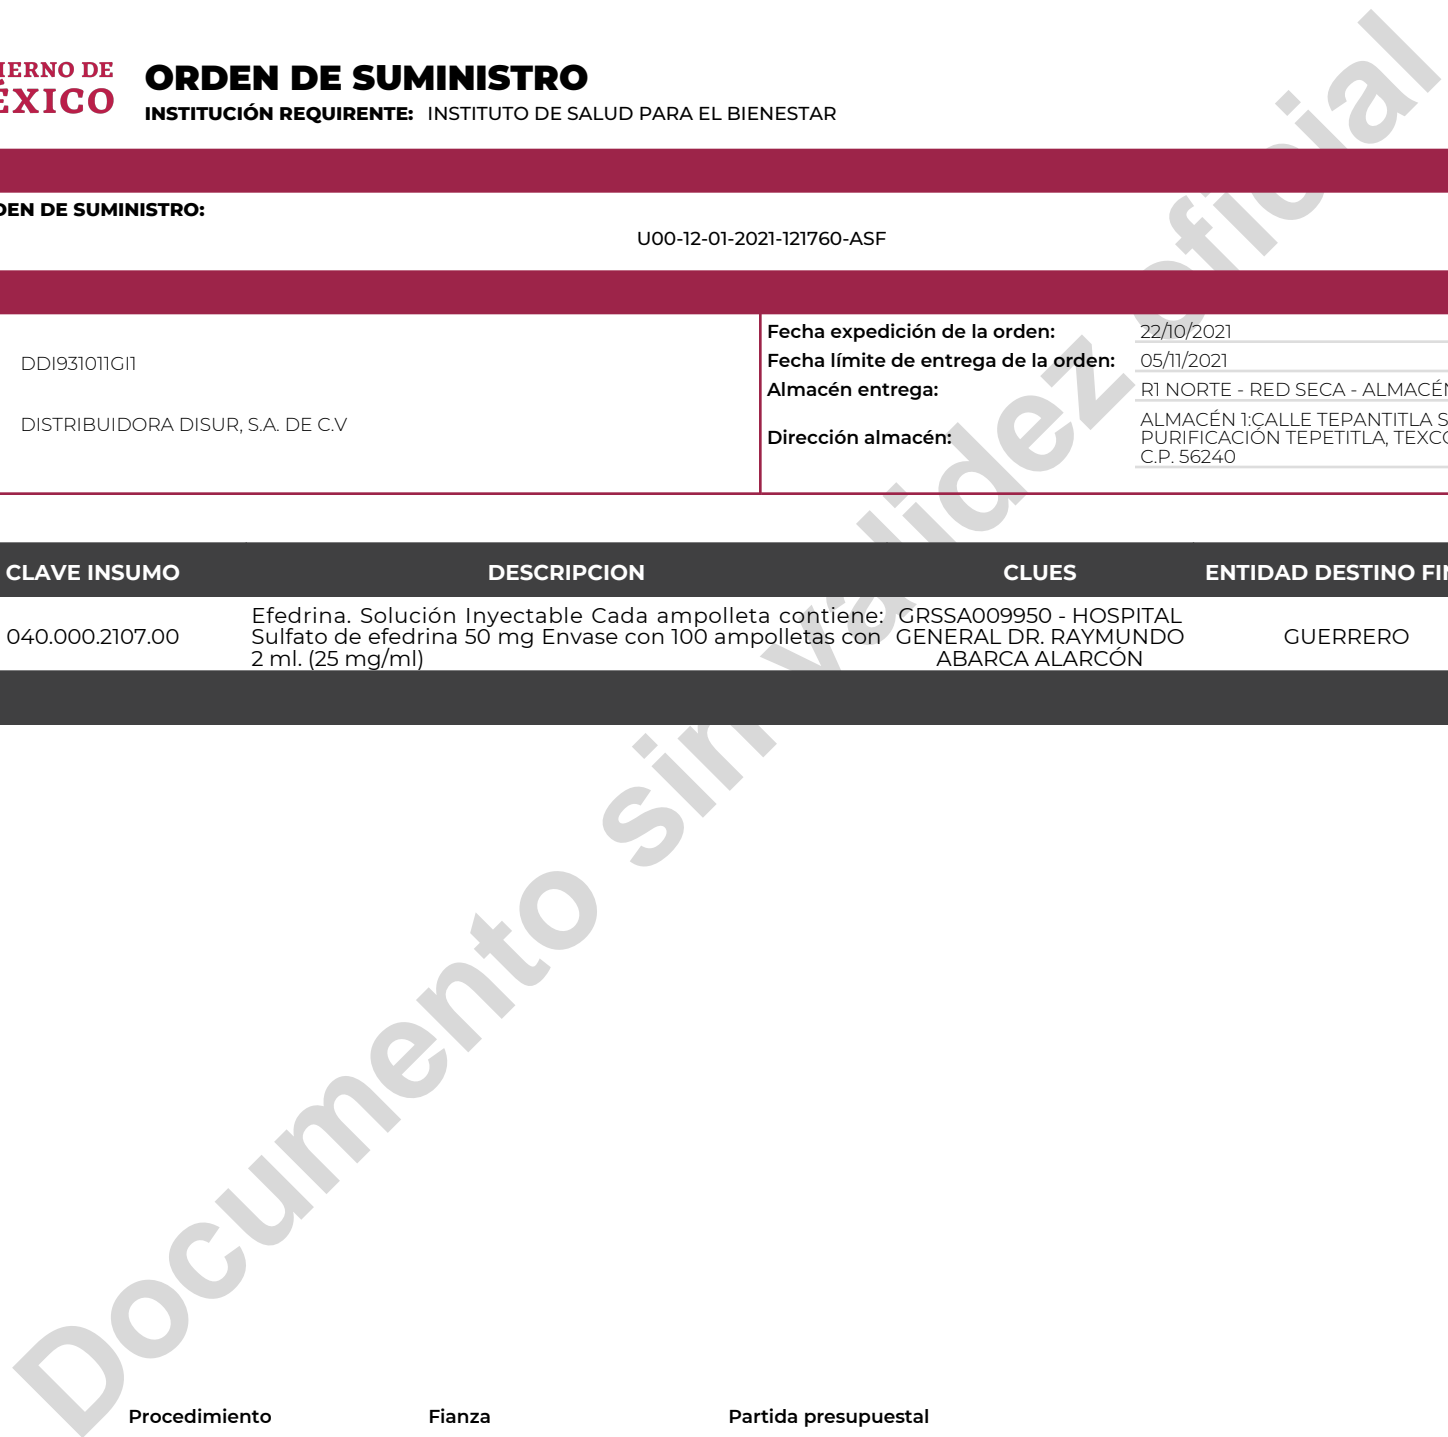 IERNO DE
ÉXICO
ORDEN DE SUMINISTRO
INSTITUCIÓN REQUIRENTE: INSTITUTO DE SALUD PARA EL BIENESTAR
DEN DE SUMINISTRO:
U00-12-01-2021-121760-ASF
DDI931011GI1
DISTRIBUIDORA DISUR, S.A. DE C.V
Fecha expedición de la orden: 22/10/2021
Fecha límite de entrega de la orden: 05/11/2021
Almacén entrega: R1 NORTE - RED SECA - ALMACÉN
Dirección almacén:
ALMACÉN 1:CALLE TEPANTITLA S
PURIFICACIÓN TEPETITLA, TEXCO
C.P. 56240
CLAVE INSUMO DESCRIPCION CLUES ENTIDAD DESTINO FIN
040.000.2107.00
Efedrina. Solución Inyectable Cada ampolleta contiene:
Sulfato de efedrina 50 mg Envase con 100 ampolletas con
2 ml. (25 mg/ml)
GRSSA009950 - HOSPITAL
GENERAL DR. RAYMUNDO
ABARCA ALARCÓN
GUERRERO
Documento sin validez oficial
Procedimiento Fianza Partida presupuestal